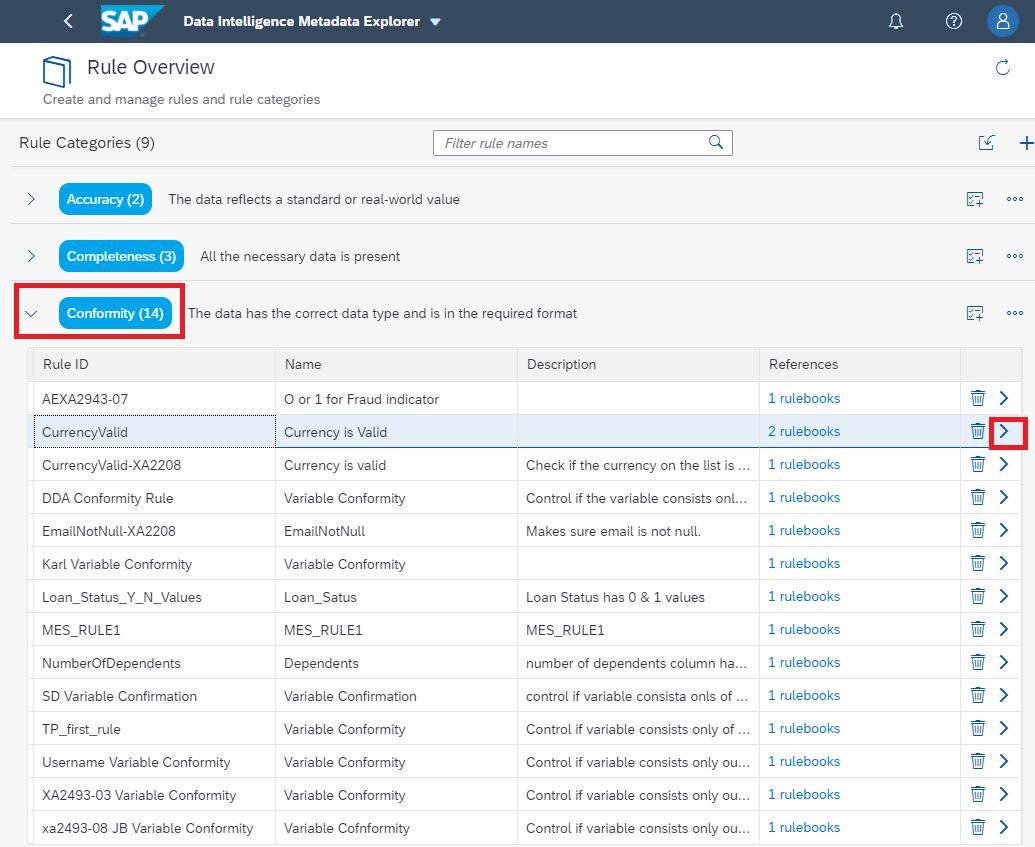 SAP Data Intelligence Metadata Explorer
Rule Overview
Create and manage rules and rule categories
Rule Categories (9) Filter rule names
Accuracy (2) The data reflects a standard or real-world value
Completeness (3) All the necessary data is present
Conformity (14) The data has the correct data type and is in the required format
Rule ID Name Description References
AEXA2943-07 O or 1 for Fraud indicator 1 rulebooks
CurrencyValid Currency is Valid 2 rulebooks
CurrencyValid-XA2208 Currency is valid Check if the currency on the list is ... 1 rulebooks
DDA Conformity Rule Variable Conformity Control if the variable consists onl... 1 rulebooks
EmailNotNull-XA2208 EmailNotNull Makes sure email is not null. 1 rulebooks
Karl Variable Conformity Variable Conformity 1 rulebooks
Loan_Status_Y_N_Values Loan_Satus Loan Status has 0 & 1 values 1 rulebooks
MES_RULE1 MES_RULE1 MES_RULE1 1 rulebooks
NumberOfDependents Dependents number of dependents column ha... 1 rulebooks
SD Variable Confirmation Variable Confirmation control if variable consista onls of ... 1 rulebooks
TP_first_rule Variable Conformity Control if variable consists only of ... 1 rulebooks
Username Variable Conformity Variable Conformity Control if variable consists only ou... 1 rulebooks
XA2493-03 Variable Conformity Variable Conformity Control if variable consists only ou... 1 rulebooks
xa2493-08 JB Variable Conformity Variable Cofnformity Control if variable consists only ou... 1 rulebooks